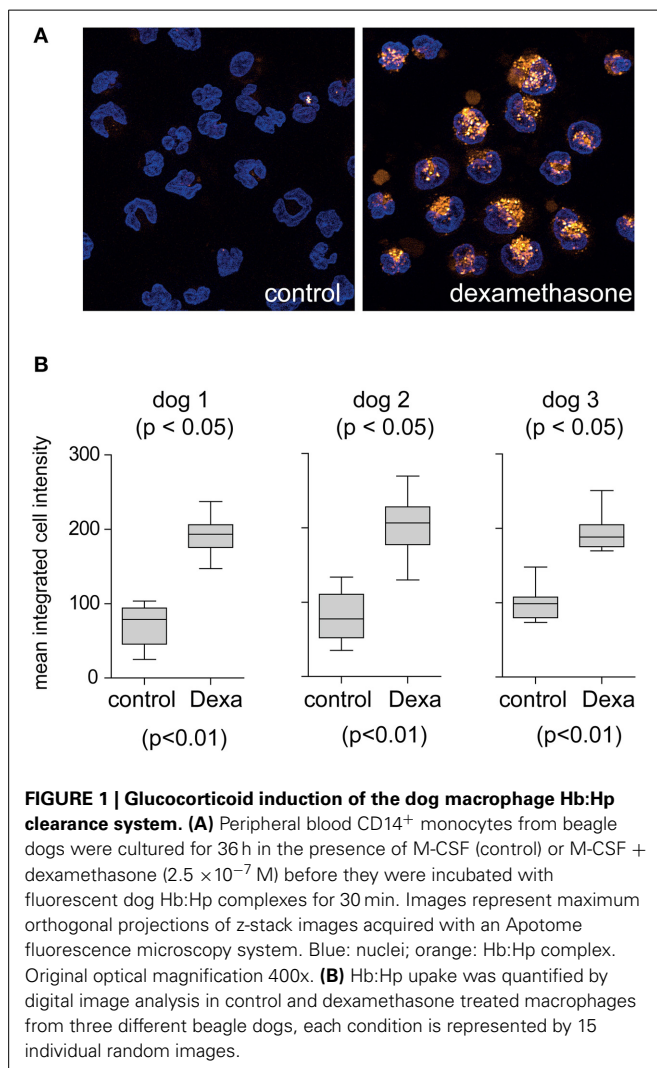 A
control
dexamethasone
B
dog 1
(p < 0.05)
dog 2
(p < 0.05)
dog 3
(p < 0.05)
mean integrated cell intensity
300
200
100
0
control Dexa
(p<0.01)
control Dexa
(p<0.01)
control Dexa
(p<0.01)
FIGURE 1 | Glucocorticoid induction of the dog macrophage Hb:Hp
clearance system. (A) Peripheral blood CD14⁺ monocytes from beagle
dogs were cultured for 36 h in the presence of M-CSF (control) or M-CSF +
dexamethasone (2.5 ×10⁻⁷ M) before they were incubated with
fluorescent dog Hb:Hp complexes for 30 min. Images represent maximum
orthogonal projections of z-stack images acquired with an Apotome
fluorescence microscopy system. Blue: nuclei; orange: Hb:Hp complex.
Original optical magnification 400x. (B) Hb:Hp upake was quantified by
digital image analysis in control and dexamethasone treated macrophages
from three different beagle dogs, each condition is represented by 15
individual random images.